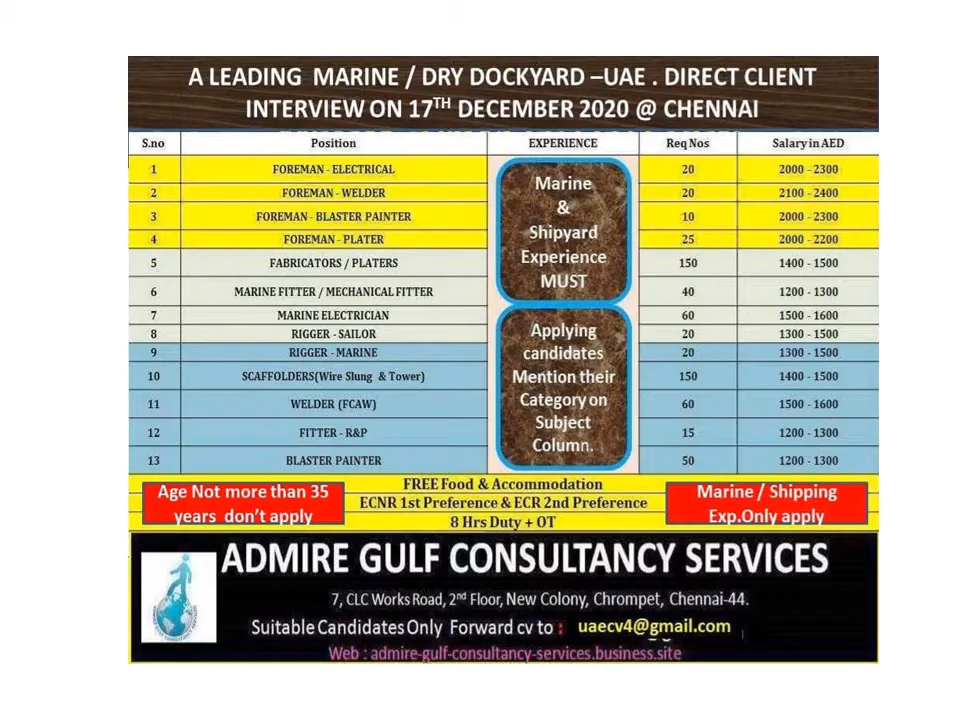 A LEADING MARINE / DRY DOCKYARD –UAE . DIRECT CLIENT
INTERVIEW ON 17TH DECEMBER 2020 @ CHENNAI
S.no Position EXPERIENCE Req Nos Salary in AED
1 FOREMAN - ELECTRICAL 20 2000 - 2300
2 FOREMAN - WELDER 20 2100 - 2400
3 FOREMAN - BLASTER PAINTER 10 2000 - 2300
4 FOREMAN - PLATER 25 2000 - 2200
5 FABRICATORS / PLATERS 150 1400 - 1500
6 MARINE FITTER / MECHANICAL FITTER 40 1200 - 1300
7 MARINE ELECTRICIAN 60 1500 - 1600
8 RIGGER - SAILOR 20 1300 - 1500
9 RIGGER - MARINE 20 1300 - 1500
10 SCAFFOLDERS(Wire Slung & Tower) 150 1400 - 1500
11 WELDER (FCAW) 60 1500 - 1600
12 FITTER - R&P 15 1200 - 1300
13 BLASTER PAINTER 50 1200 - 1300
Marine
&
Shipyard
Experience
MUST
Applying
candidates
Mention their
Category on
Subject
Column.
FREE Food & Accommodation
ECNR 1st Preference & ECR 2nd Preference
8 Hrs Duty + OT
Age Not more than 35
years don't apply
Marine / Shipping
Exp.Only apply
ADMIRE GULF CONSULTANCY SERVICES
7, CLC Works Road, 2nd Floor, New Colony, Chrompet, Chennai-44.
Suitable Candidates Only Forward cv to : uaecv4@gmail.com
Web : admire-gulf-consultancy-services.business.site